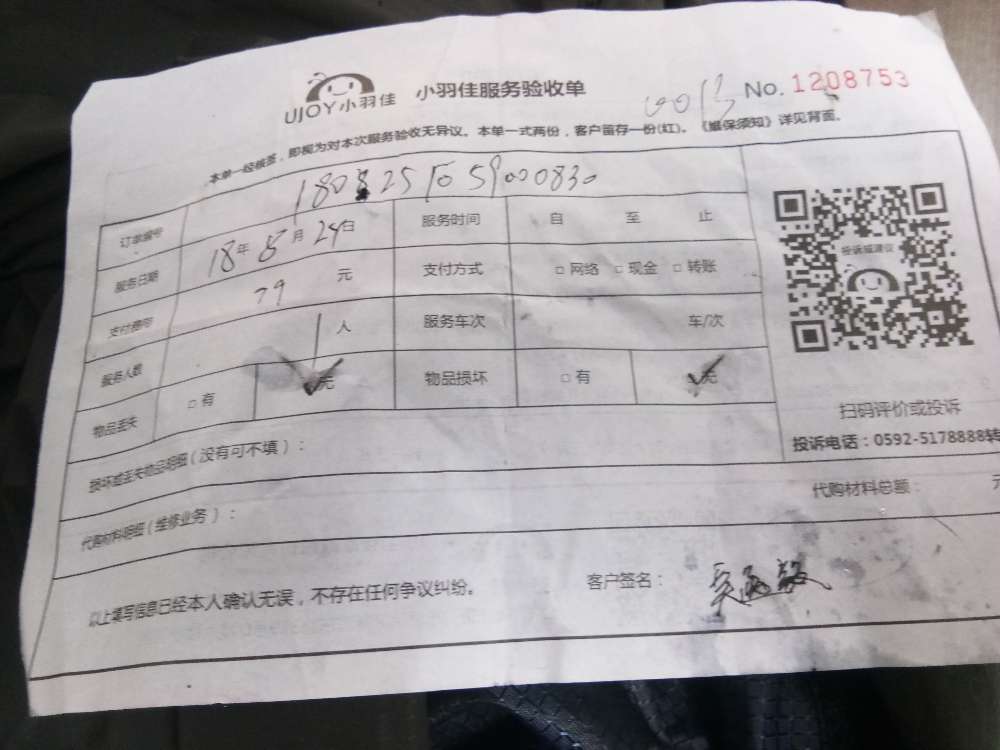 UJOY小羽佳 小羽佳服务验收单 No. 1208753
本单一经核签，即视为对本次服务验收无异议。本单一式两份，客户留存一份(红)。《维保须知》详见背面。
订单编号
服务日期 18年8月24日 服务时间 自 至 止
支付费用 79 元 支付方式 □网络 □现金 □转账
服务人数 1人 服务车次 车/次
物品丢失 □有 无 物品损坏 □有 无
损坏或丢失物品明细（没有可不填）：
投诉或建议
扫码评价或投诉
投诉电话：0592-5178888转
代购材料明细（维修业务）： 代购材料总额： 元
以上填写信息已经本人确认无误，不存在任何争议纠纷。 客户签名：